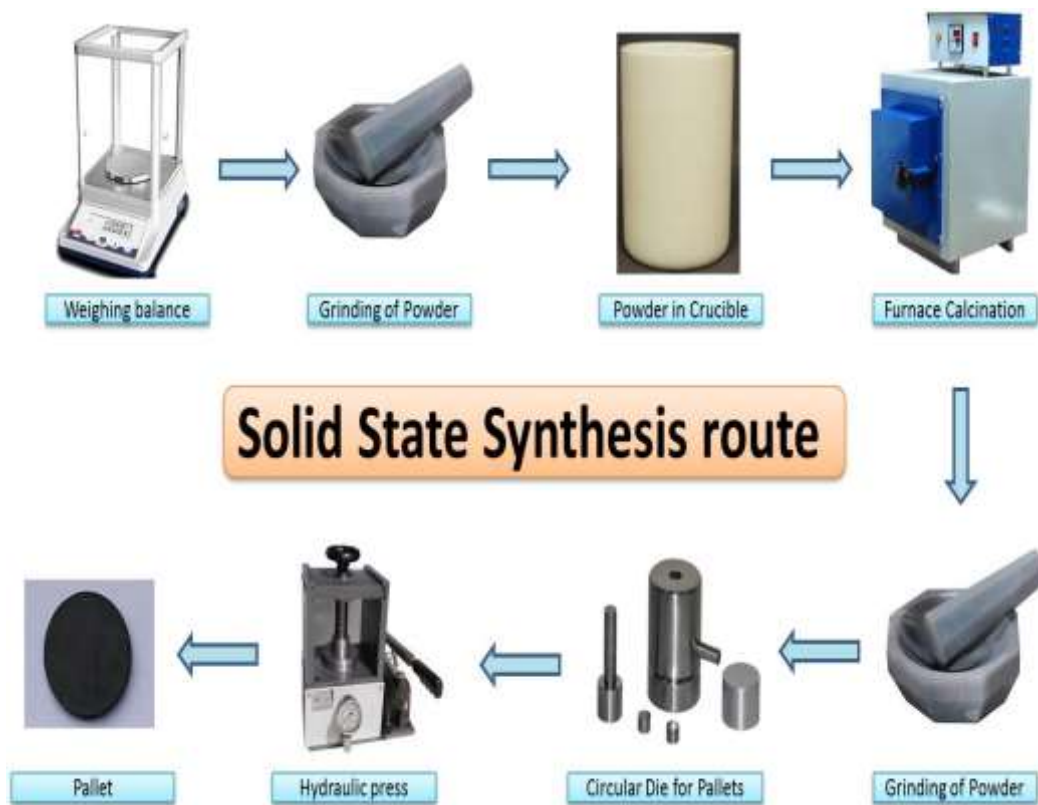 Weighing balance
Grinding of Powder
Powder in Crucible
Furnace Calcination
Solid State Synthesis route
Pallet
Hydraulic press
Circular Die for Pallets
Grinding of Powder